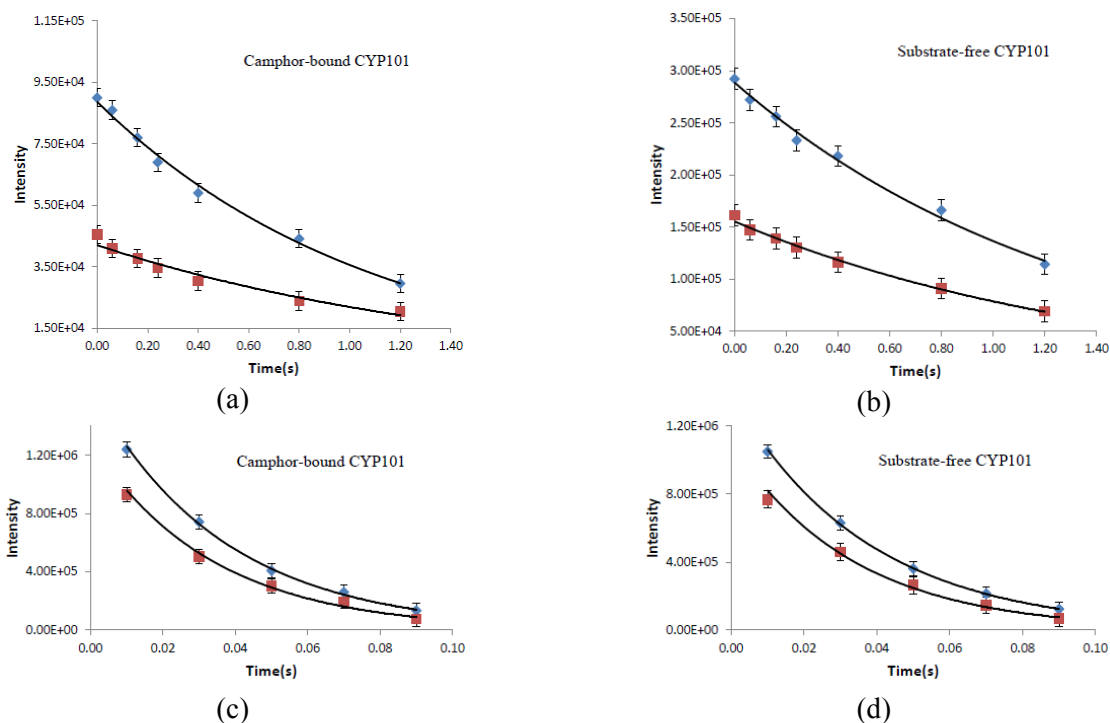 1.15E+05
9.50E+04
7.50E+04
5.50E+04
3.50E+04
1.50E+04
Intensity
Camphor-bound CYP101
0.00 0.20 0.40 0.60 0.80 1.00 1.20 1.40
Time(s)
(a)
3.50E+05
3.00E+05
2.50E+05
2.00E+05
1.50E+05
1.00E+05
5.00E+04
Intensity
Substrate-free CYP101
0.00 0.20 0.40 0.60 0.80 1.00 1.20 1.40
Time(s)
(b)
1.20E+06
8.00E+05
4.00E+05
0.00E+00
Intensity
Camphor-bound CYP101
0.00 0.02 0.04 0.06 0.08 0.10
Time(s)
(c)
1.20E+06
8.00E+05
4.00E+05
0.00E+00
Intensity
Substrate-free CYP101
0.00 0.02 0.04 0.06 0.08 0.10
Time(s)
(d)